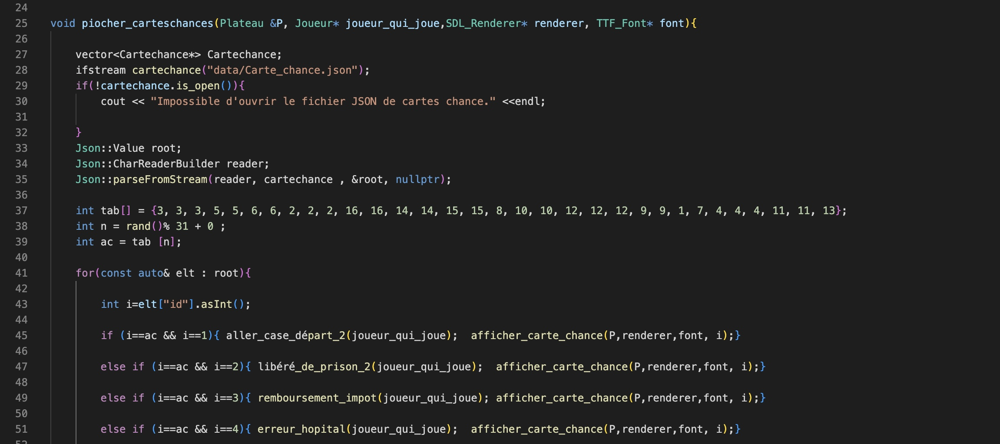 24
25 void piocher_carteschances(Plateau &P, Joueur* joueur_qui_joue,SDL_Renderer* renderer, TTF_Font* font){
26
27 vector<Cartechance*> Cartechance;
28 ifstream cartechance("data/Carte_chance.json");
29 if(!cartechance.is_open()){
30 cout << "Impossible d'ouvrir le fichier JSON de cartes chance." <<endl;
31
32 }
33 Json::Value root;
34 Json::CharReaderBuilder reader;
35 Json::parseFromStream(reader, cartechance , &root, nullptr);
36
37 int tab[] = {3, 3, 3, 5, 5, 6, 6, 2, 2, 2, 16, 16, 14, 14, 15, 15, 8, 10, 10, 12, 12, 12, 9, 9, 1, 7, 4, 4, 4, 11, 11, 13};
38 int n = rand()% 31 + 0 ;
39 int ac = tab [n];
40
41 for(const auto& elt : root){
42
43 int i=elt["id"].asInt();
44
45 if (i==ac && i==1){ aller_case_départ_2(joueur_qui_joue);  afficher_carte_chance(P,renderer,font, i);}
46
47 else if (i==ac && i==2){ libéré_de_prison_2(joueur_qui_joue);  afficher_carte_chance(P,renderer,font, i);}
48
49 else if (i==ac && i==3){ remboursement_impot(joueur_qui_joue); afficher_carte_chance(P,renderer,font, i);}
50
51 else if (i==ac && i==4){ erreur_hopital(joueur_qui_joue);  afficher_carte_chance(P,renderer,font, i);}
52